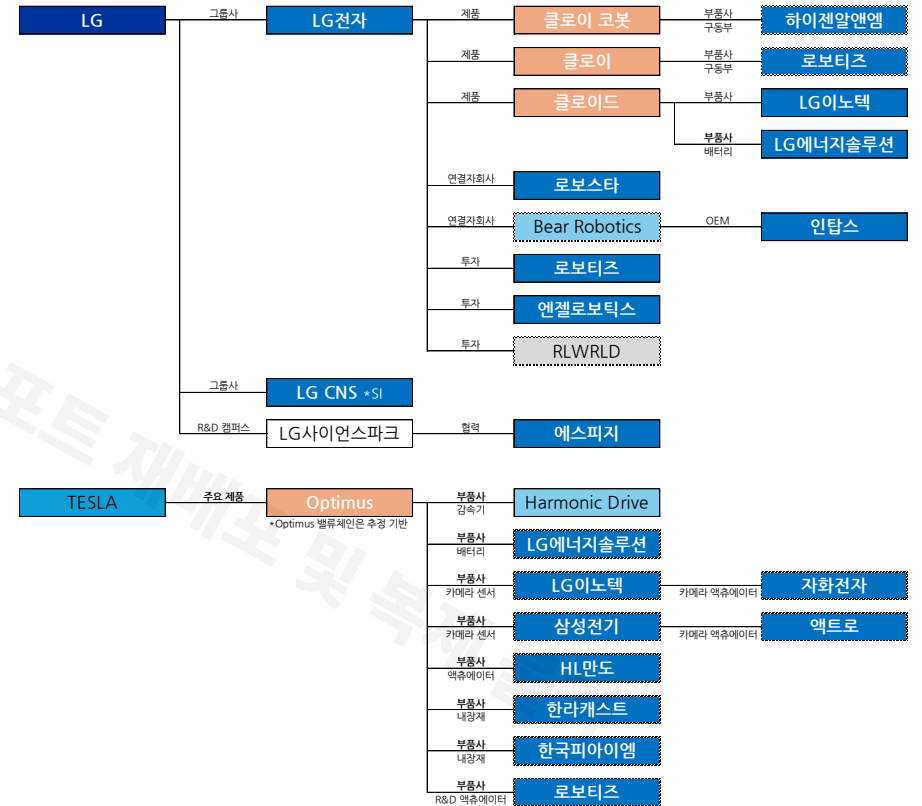 LG
그룹사
LG전자
제품
클로이 코봇
부품사
구동부
하이젠알앤엠
제품
클로이
부품사
구동부
로보티즈
제품
클로이드
부품사
LG이노텍
부품사
배터리
LG에너지솔루션
연결자회사
로보스타
연결자회사
Bear Robotics
OEM
인탑스
투자
로보티즈
투자
엔젤로보틱스
투자
RLWRLD
그룹사
LG CNS *SI
R&D 캠퍼스
LG사이언스파크
협력
에스피지
TESLA
주요 제품
Optimus
*Optimus 밸류체인은 추정 기반
부품사
감속기
Harmonic Drive
부품사
배터리
LG에너지솔루션
부품사
카메라 센서
LG이노텍
카메라 액츄에이터
자화전자
부품사
카메라 센서
삼성전기
카메라 액츄에이터
액트로
부품사
액츄에이터
HL만도
부품사
내장재
한라캐스트
부품사
내장재
한국피아이엠
부품사
R&D 액츄에이터
로보티즈
포트 재배포 및 복제